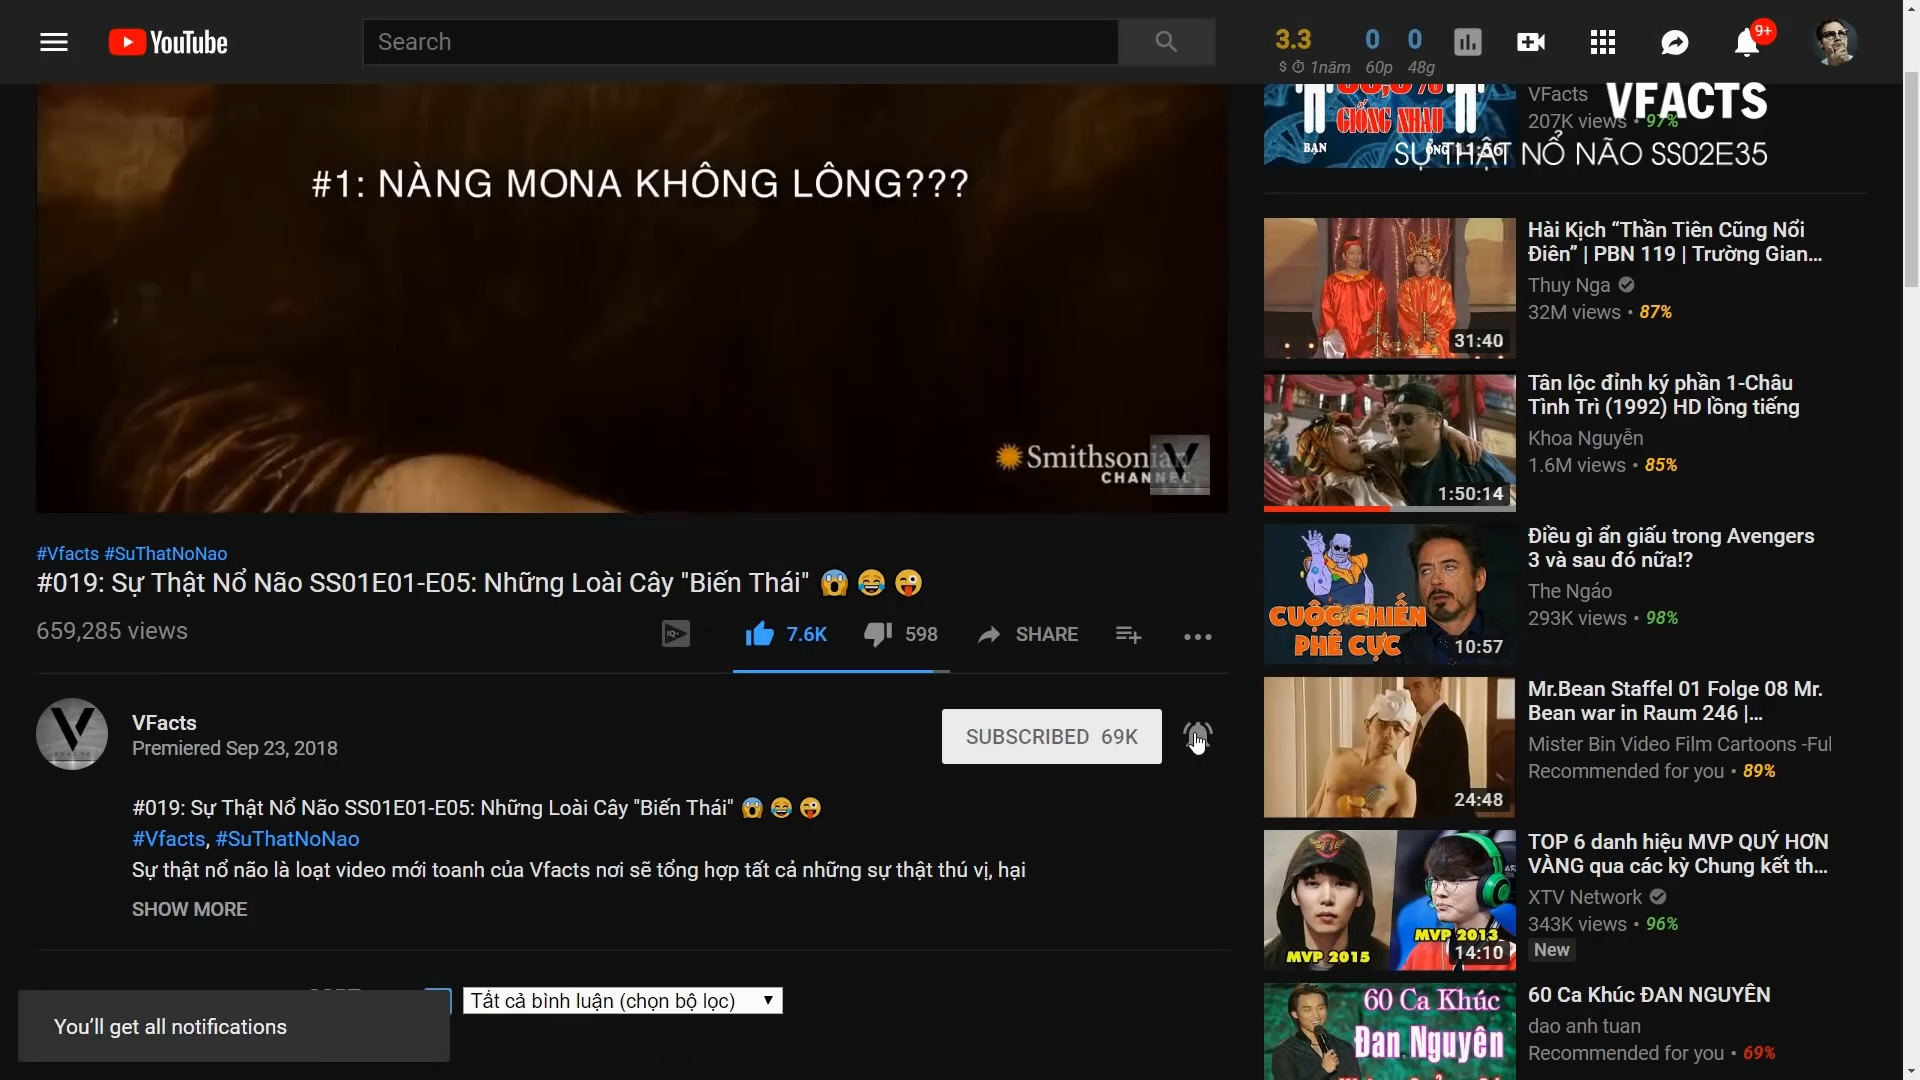 YouTube
Search
3.3
0
0
$ 1năm
60p
48g
9+
#1: NÀNG MONA KHÔNG LÔNG???
Smithsonian
CHANNEL
V
#Vfacts #SuThatNoNao
#019: Sự Thật Nổ Não SS01E01-E05: Những Loài Cây "Biến Thái" 😱 😂 😜
659,285 views
7.6K
598
SHARE
VFacts
Premiered Sep 23, 2018
SUBSCRIBED 69K
#019: Sự Thật Nổ Não SS01E01-E05: Những Loài Cây "Biến Thái" 😱 😂 😜
#Vfacts, #SuThatNoNao
Sự thật nổ não là loạt video mới toanh của Vfacts nơi sẽ tổng hợp tất cả những sự thật thú vị, hại
SHOW MORE
Tất cả bình luận (chọn bộ lọc)
You'll get all notifications
GIỐNG NHAU
BẠN
11:56
VFacts
207K views • 97%
VFACTS
SỰ THẬT NỔ NÃO SS02E35
31:40
Hài Kịch “Thần Tiên Cũng Nổi
Điên” | PBN 119 | Trường Gian...
Thuy Nga
32M views • 87%
1:50:14
Tân lộc đỉnh ký phần 1-Châu
Tình Trì (1992) HD lồng tiếng
Khoa Nguyễn
1.6M views • 85%
CUỘC CHIẾN
PHÊ CỰC
10:57
Điều gì ẩn giấu trong Avengers
3 và sau đó nữa!?
The Ngáo
293K views • 98%
24:48
Mr.Bean Staffel 01 Folge 08 Mr.
Bean war in Raum 246 |...
Mister Bin Video Film Cartoons -Ful
Recommended for you • 89%
MVP 2015
MVP 2013
14:10
TOP 6 danh hiệu MVP QUÝ HƠN
VÀNG qua các kỳ Chung kết th...
XTV Network
343K views • 96%
New
60 Ca Khúc
Đan Nguyên
60 Ca Khúc ĐAN NGUYÊN
dao anh tuan
Recommended for you • 69%